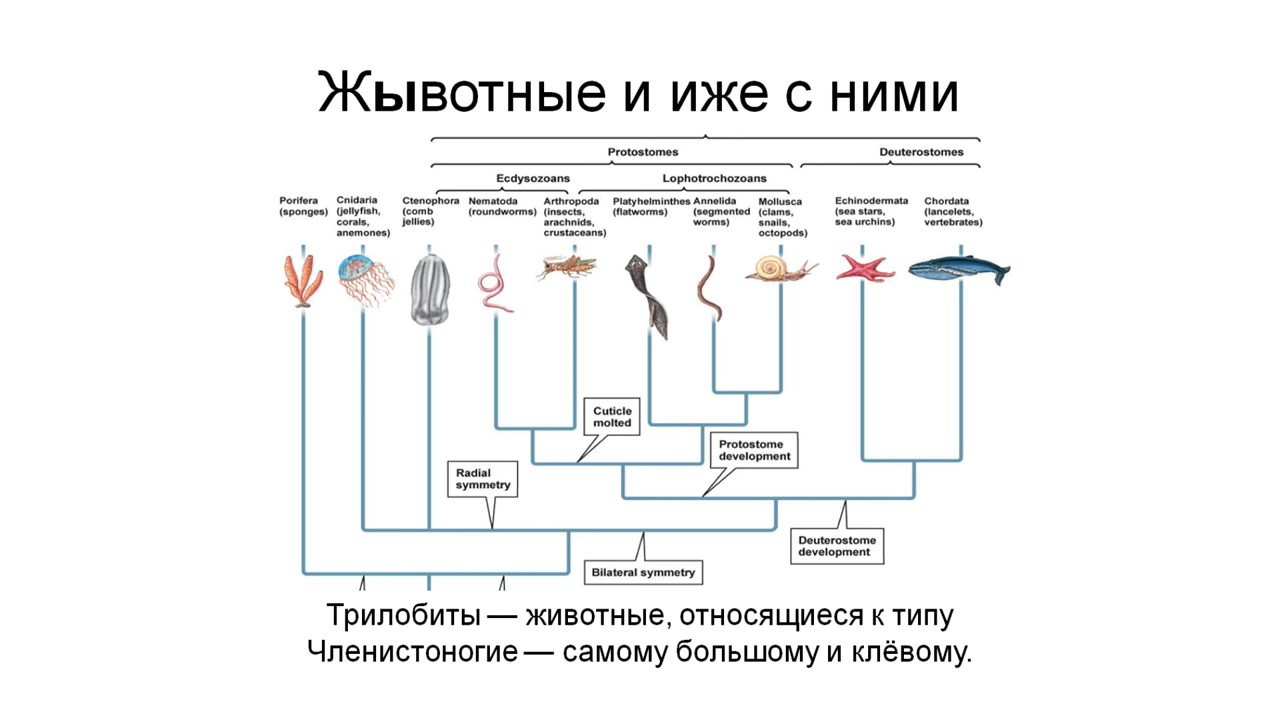 Жывотные и иже с ними
Protostomes
Deuterostomes
Ecdysozoans
Lophotrochozoans
Porifera
(sponges)
Cnidaria
(jellyfish,
corals,
anemones)
Ctenophora
(comb
jellies)
Nematoda
(roundworms)
Arthropoda
(insects,
arachnids,
crustaceans)
Platyhelminthes
(flatworms)
Annelida
(segmented
worms)
Mollusca
(clams,
snails,
octopods)
Echinodermata
(sea stars,
sea urchins)
Chordata
(lancelets,
vertebrates)
Cuticle
molted
Protostome
development
Radial
symmetry
Deuterostome
development
Bilateral symmetry
Трилобиты — животные, относящиеся к типу
Членистоногие — самому большому и клёвому.